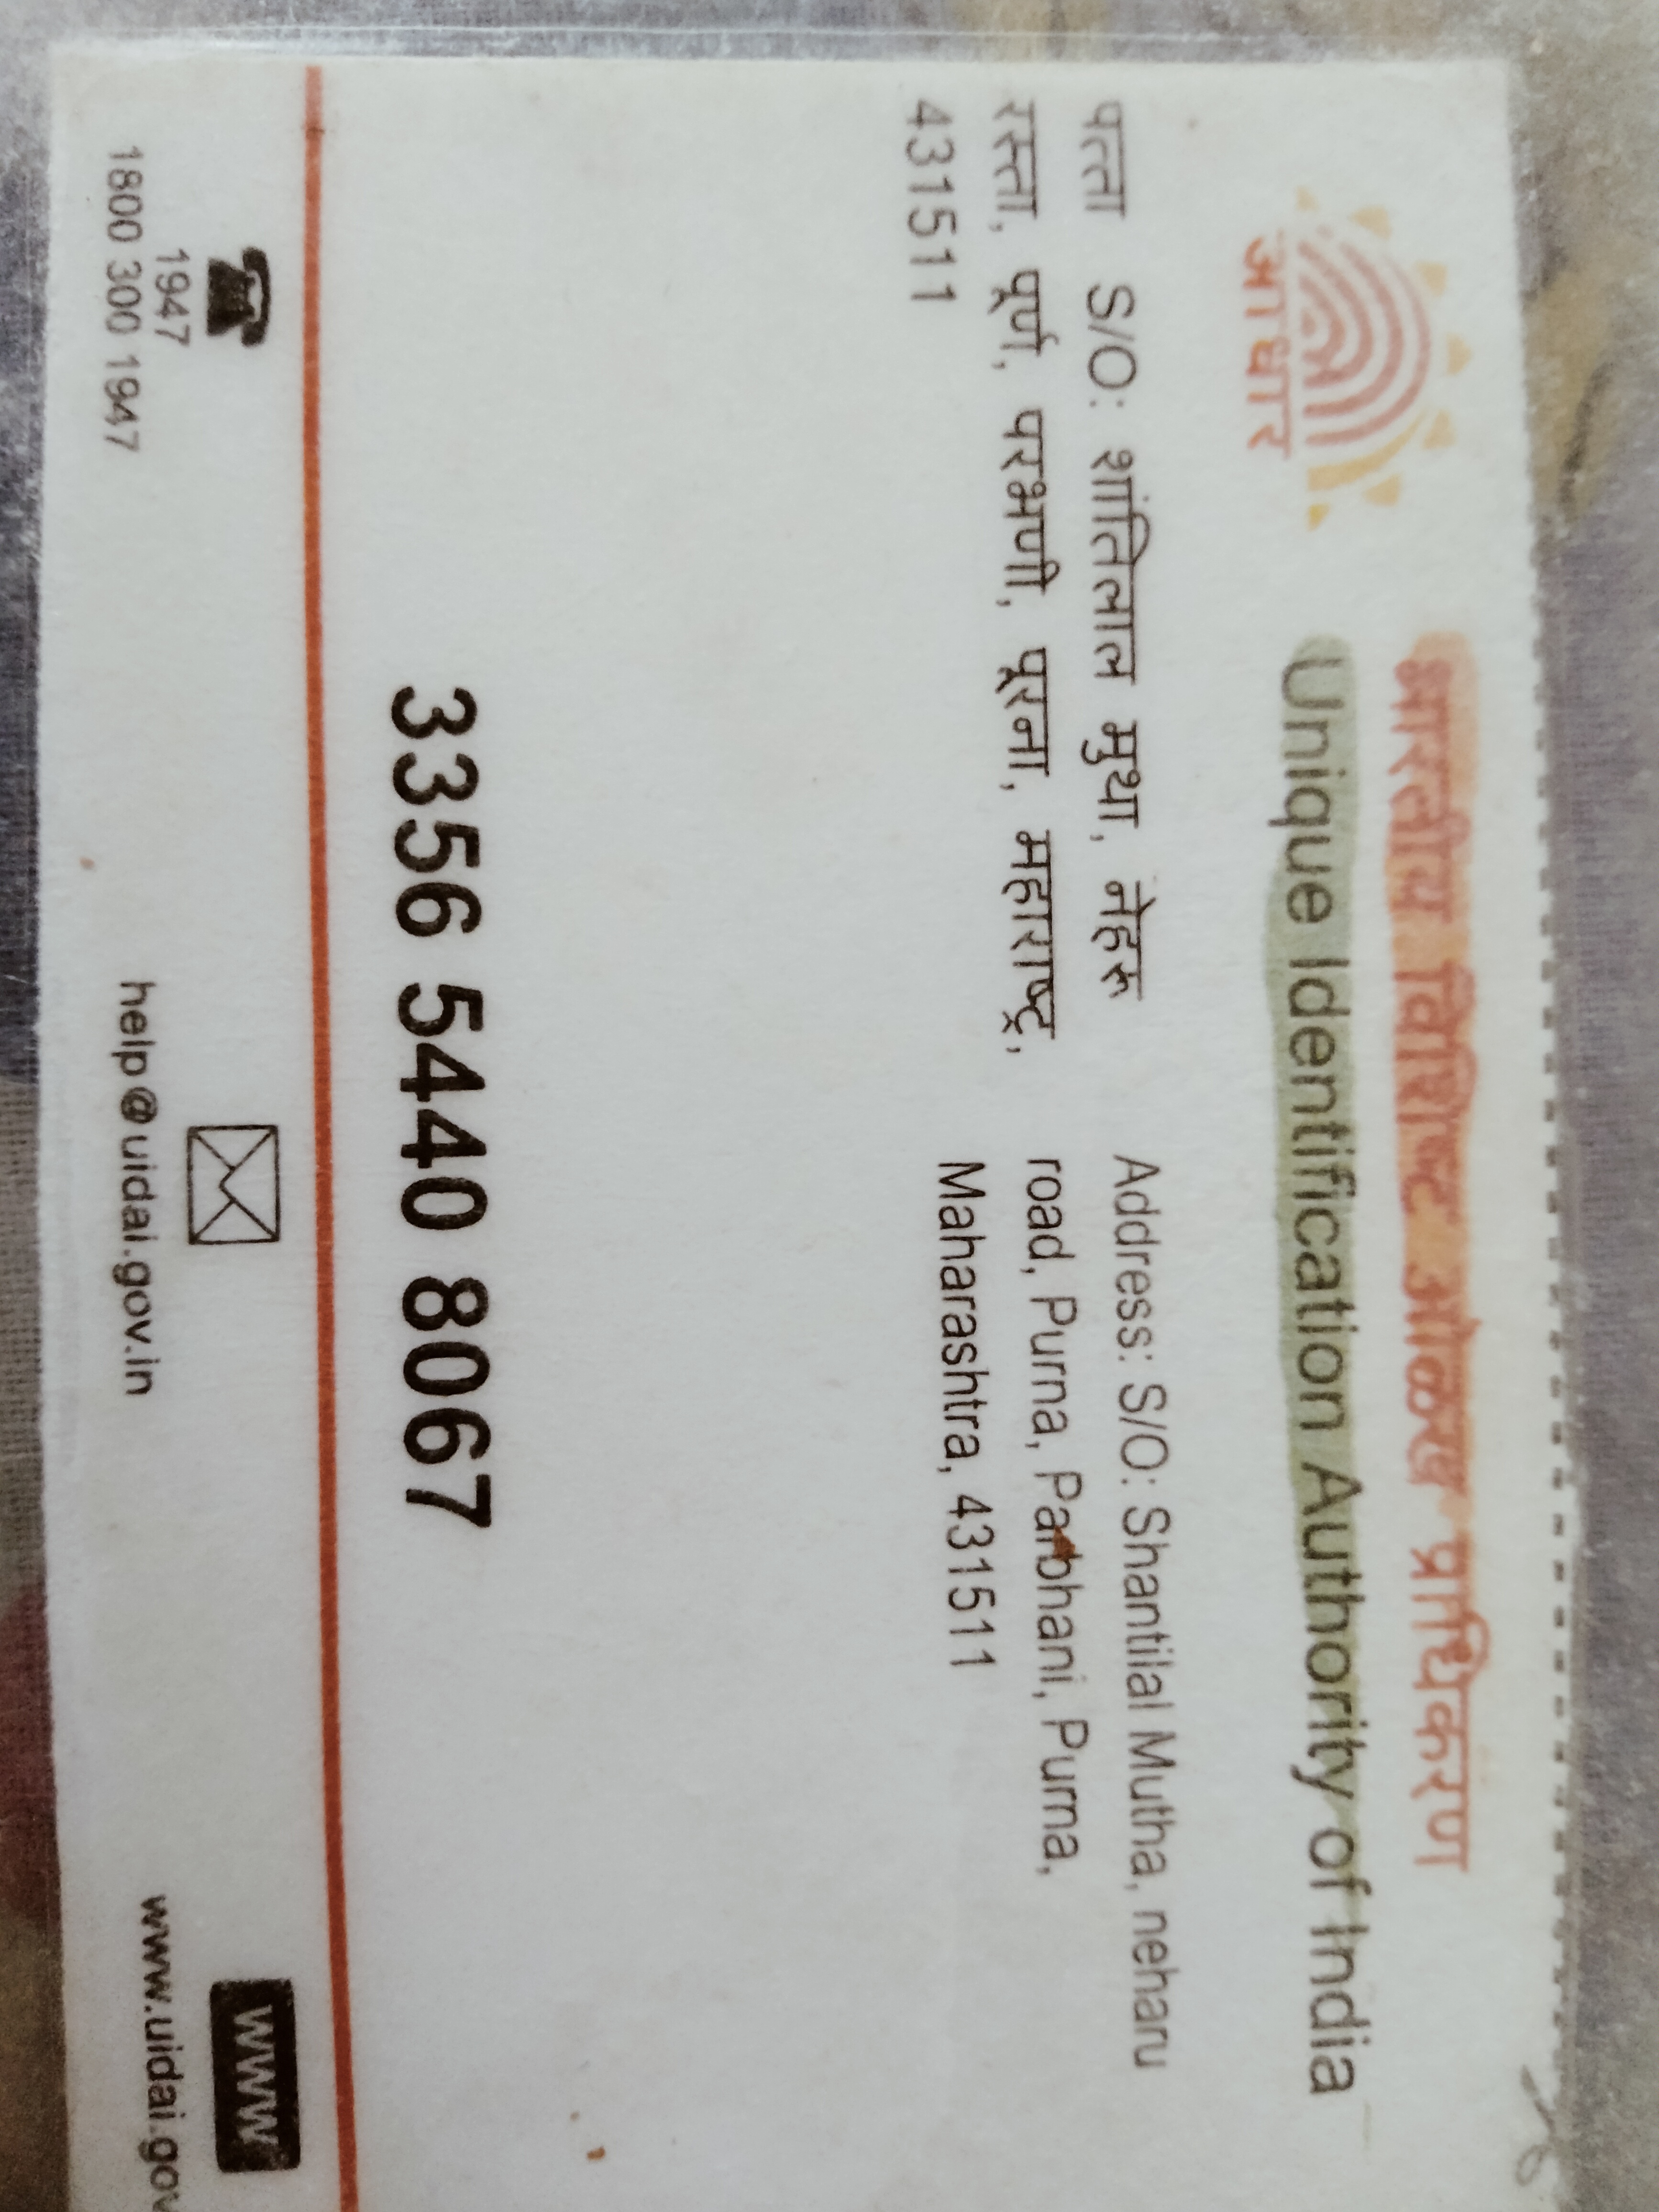 भारतीय विशिष्ट ओळख प्राधिकरण
Unique Identification Authority of India
आधार
पत्ता S/O: शांतिलाल मुथा, नेहरू
रस्ता, पूर्ण, परभणी, पूरना, महाराष्ट्र,
431511
Address: S/O: Shantilal Mutha, neharu
road, Purna, Parbhani, Purna,
Maharashtra, 431511
3356 5440 8067
1947
1800 300 1947
help@uidai.gov.in
www
www.uidai.gov